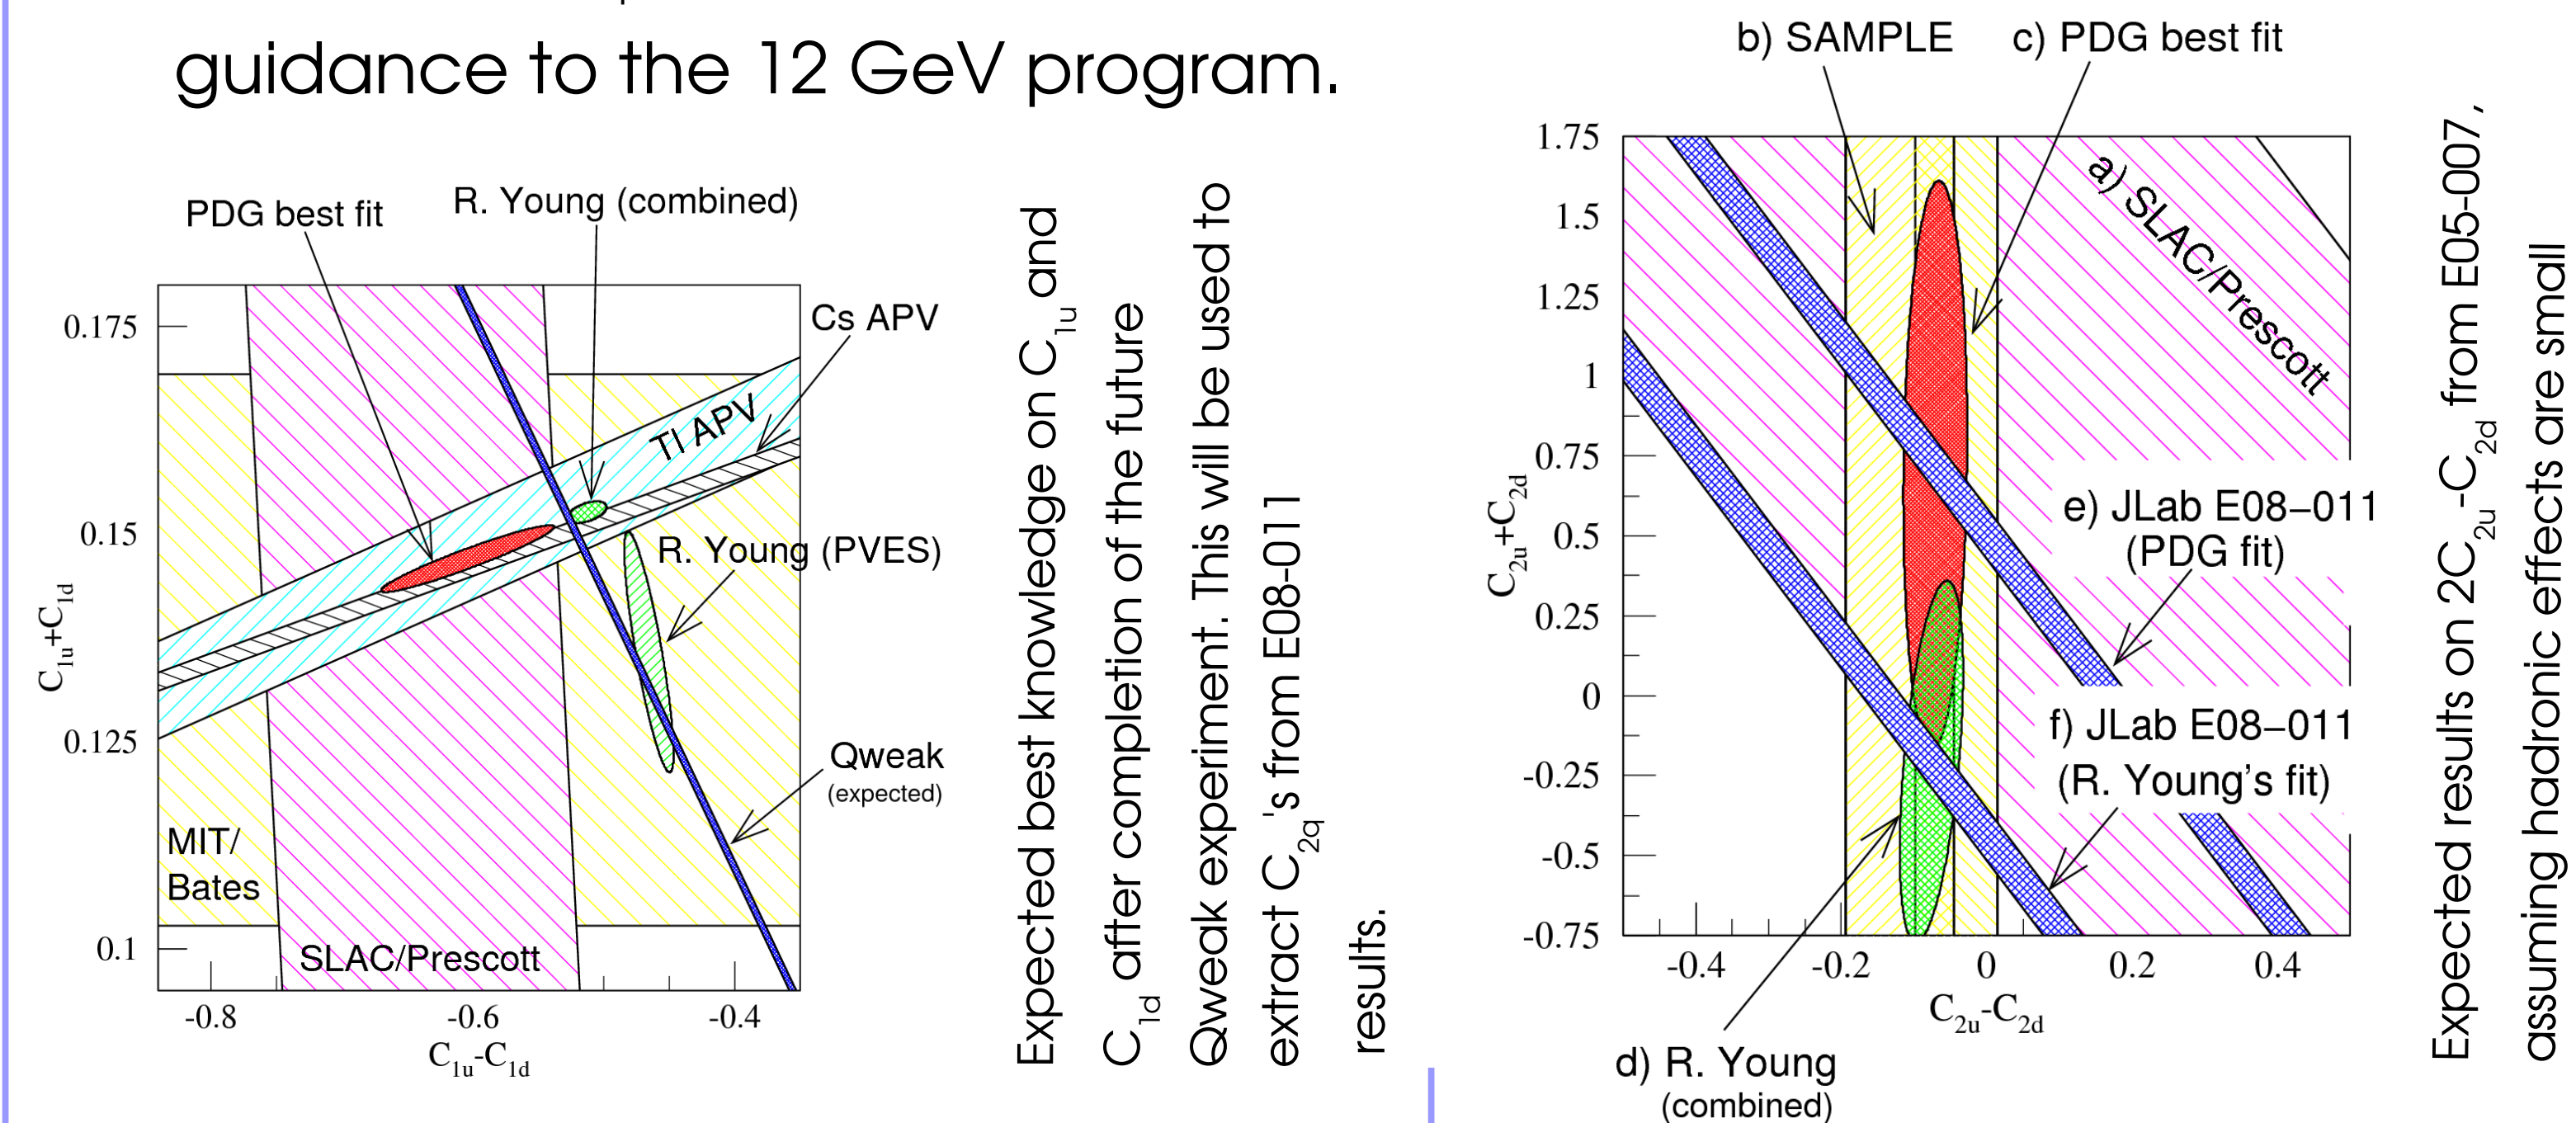 guidance to the 12 GeV program.
PDG best fit
R. Young (combined)
Cs APV
Tl APV
R. Young (PVES)
Qweak
(expected)
MIT/
Bates
SLAC/Prescott
0.175
0.15
0.125
0.1
C1u+C1d
-0.8 -0.6 -0.4
C1u-C1d
Expected best knowledge on C1u and
C1d after completion of the future
Qweak experiment. This will be used to
extract C2q's from E08-011
results.
b) SAMPLE
c) PDG best fit
a) SLAC/Prescott
e) JLab E08–011
(PDG fit)
f) JLab E08–011
(R. Young's fit)
d) R. Young
(combined)
1.75
1.5
1.25
1
0.75
0.5
0.25
0
-0.25
-0.5
-0.75
C2u+C2d
-0.4 -0.2 0 0.2 0.4
C2u-C2d
Expected results on 2C2u-C2d from E05-007,
assuming hadronic effects are small